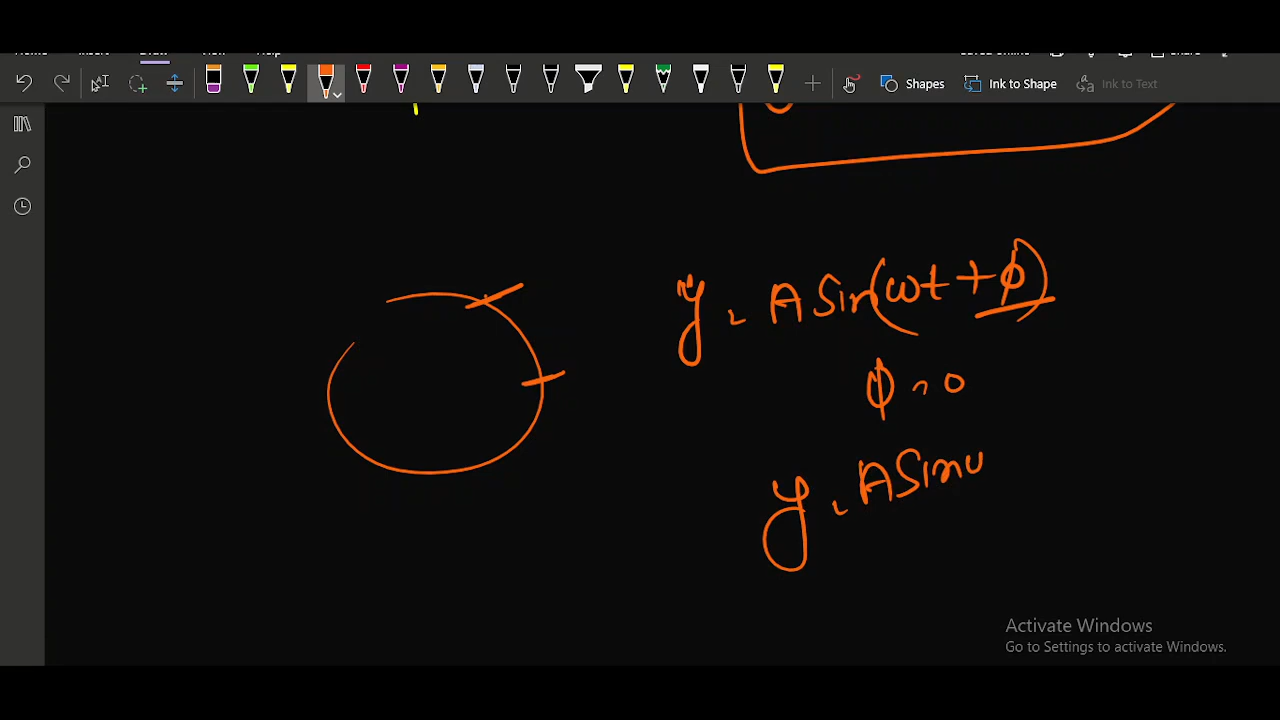 Shapes
Ink to Shape
Ink to Text
y = A Sin(ωt + ϕ)
ϕ = 0
y = A Sin ω
Activate Windows
Go to Settings to activate Windows.